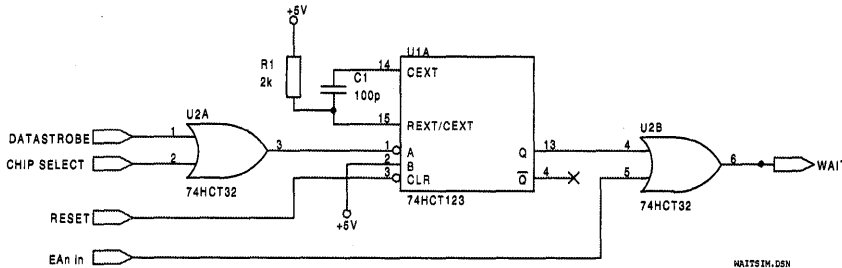 +5V
U1A
R1
2k
14
CEXT
C1
100p
U2A
15
REXT/CEXT
U2B
DATASTROBE
1
3
1
A
Q
13
4
CHIP SELECT
2
2
B
6
WAIT
3
CLR
Q
4
5
74HCT32
74HCT123
74HCT32
RESET
+5V
EAn in
WAITSIM.DSN